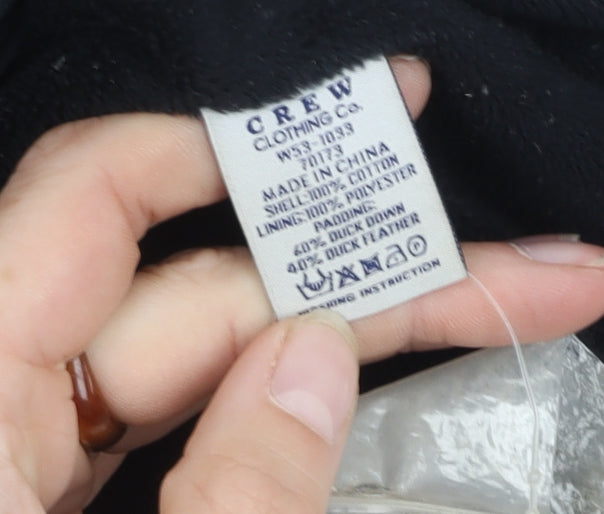 CREW
CLOTHING Co.
W53-1033
70173
MADE IN CHINA
SHELL:100% COTTON
LINING:100% POLYESTER
PADDING:
60% DUCK DOWN
40% DUCK FEATHER
P
WASHING INSTRUCTION